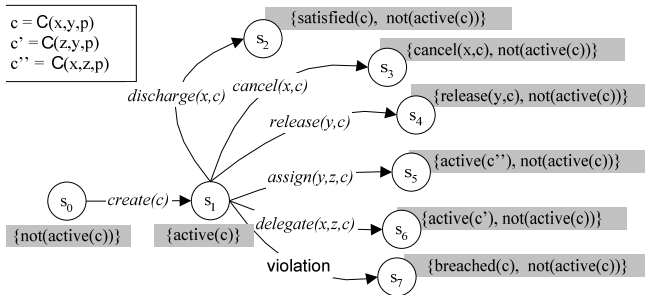 c = C(x,y,p)
c' = C(z,y,p)
c'' = C(x,z,p)
s2
{satisfied(c), not(active(c))}
s3
{cancel(x,c), not(active(c))}
discharge(x,c)
cancel(x,c)
release(y,c)
s4
{release(y,c), not(active(c))}
assign(y,z,c)
s5
{active(c''), not(active(c))}
s0
create(c)
s1
{not(active(c))}
{active(c)}
delegate(x,z,c)
s6
{active(c'), not(active(c))}
violation
s7
{breached(c), not(active(c))}